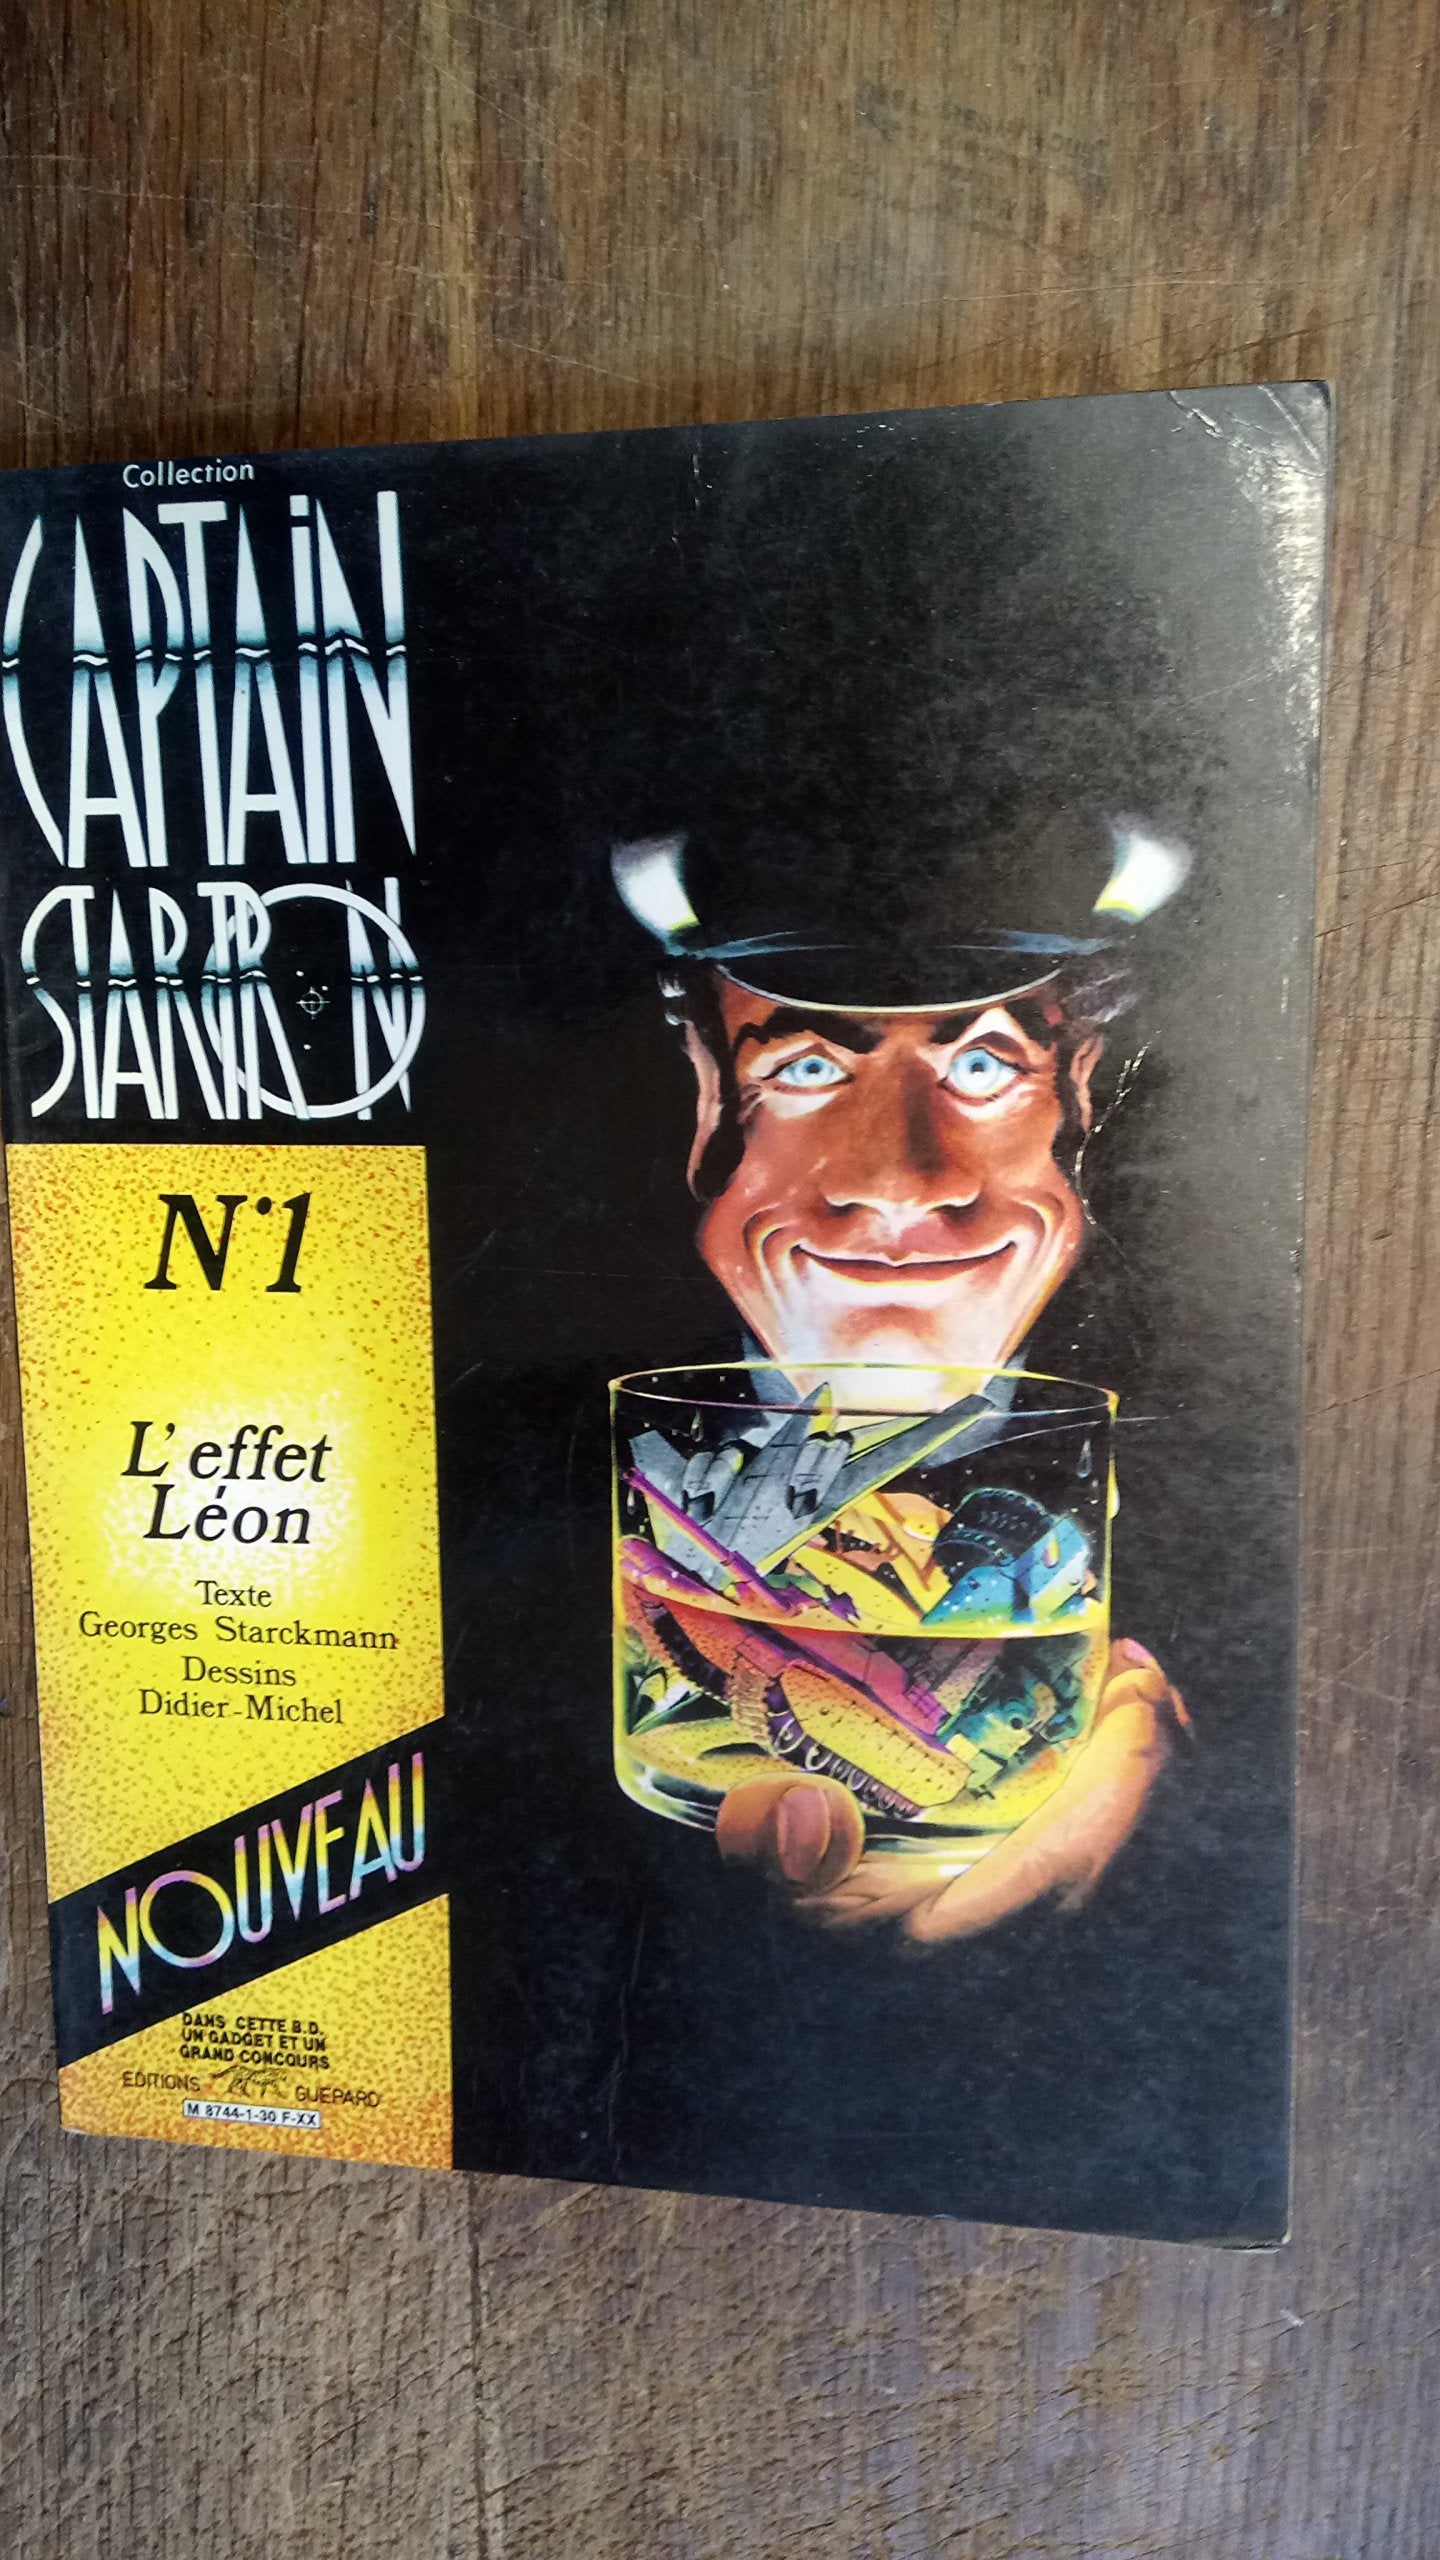 Collection
CAPTAIN
STARTRON
N°1
L'effet
Léon
Texte
Georges Starckmann
Dessins
Didier-Michel
NOUVEAU
DANS CETTE B.D.
UN GADGET ET UN
GRAND CONCOURS
EDITIONS GUEPARD
M 8744-1-30 F-XX